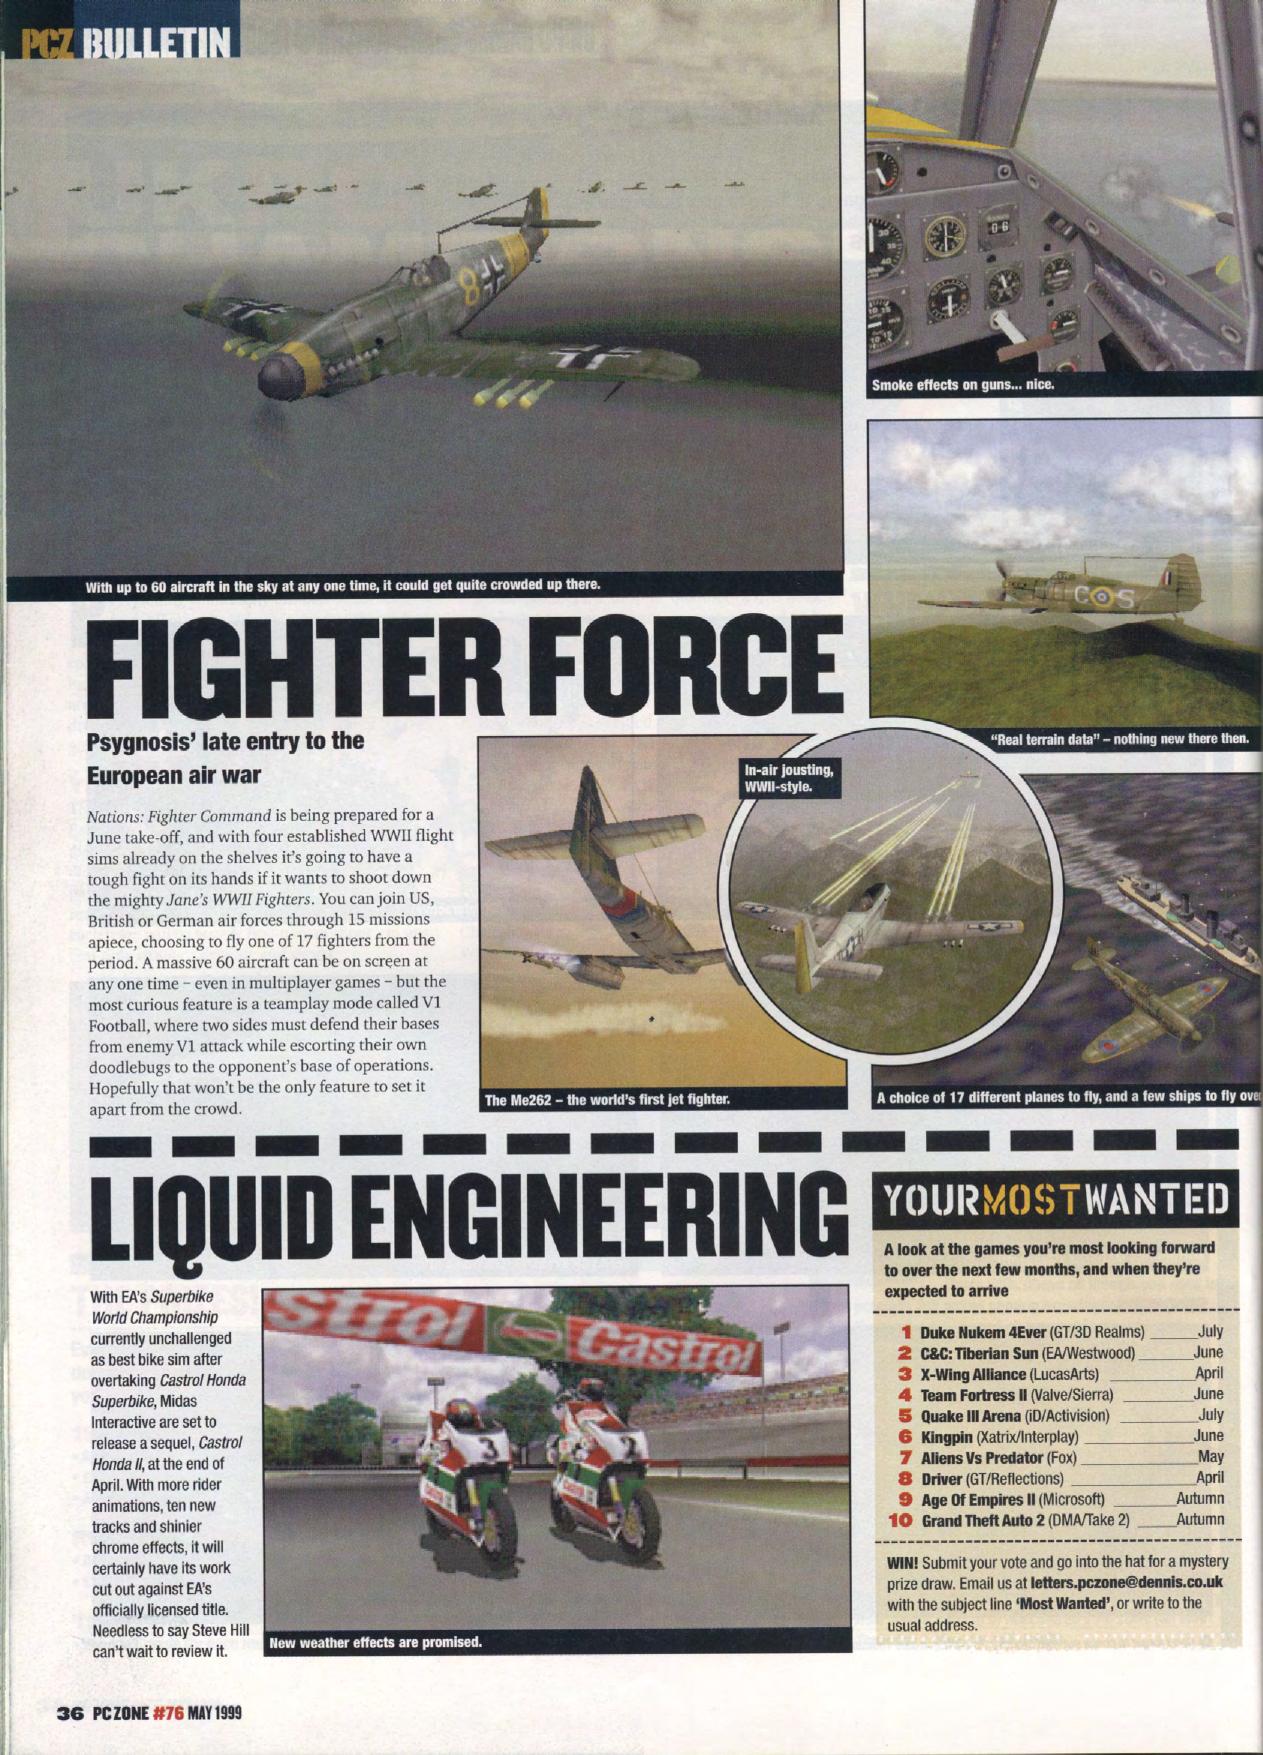 PCZ BULLETIN
With up to 60 aircraft in the sky at any one time, it could get quite crowded up there.
Smoke effects on guns... nice.
"Real terrain data" – nothing new there then.
FIGHTER FORCE
Psygnosis' late entry to the
European air war
Nations: Fighter Command is being prepared for a
June take-off, and with four established WWII flight
sims already on the shelves it's going to have a
tough fight on its hands if it wants to shoot down
the mighty Jane's WWII Fighters. You can join US,
British or German air forces through 15 missions
apiece, choosing to fly one of 17 fighters from the
period. A massive 60 aircraft can be on screen at
any one time – even in multiplayer games – but the
most curious feature is a teamplay mode called V1
Football, where two sides must defend their bases
from enemy V1 attack while escorting their own
doodlebugs to the opponent's base of operations.
Hopefully that won't be the only feature to set it
apart from the crowd.
In-air jousting,
WWII-style.
The Me262 – the world's first jet fighter.
A choice of 17 different planes to fly, and a few ships to fly over
LIQUID ENGINEERING
With EA's Superbike
World Championship
currently unchallenged
as best bike sim after
overtaking Castrol Honda
Superbike, Midas
Interactive are set to
release a sequel, Castrol
Honda II, at the end of
April. With more rider
animations, ten new
tracks and shinier
chrome effects, it will
certainly have its work
cut out against EA's
officially licensed title.
Needless to say Steve Hill
can't wait to review it.
strol Castrol
3 2
New weather effects are promised.
YOURMOSTWANTED
A look at the games you're most looking forward
to over the next few months, and when they're
expected to arrive
1 Duke Nukem 4Ever (GT/3D Realms) ______July
2 C&C: Tiberian Sun (EA/Westwood) _______June
3 X-Wing Alliance (LucasArts) __________April
4 Team Fortress II (Valve/Sierra) ________June
5 Quake III Arena (iD/Activision) _________July
6 Kingpin (Xatrix/Interplay) _____________June
7 Aliens Vs Predator (Fox) ______________May
8 Driver (GT/Reflections) _______________April
9 Age Of Empires II (Microsoft) _______Autumn
10 Grand Theft Auto 2 (DMA/Take 2) _____Autumn
WIN! Submit your vote and go into the hat for a mystery
prize draw. Email us at letters.pczone@dennis.co.uk
with the subject line 'Most Wanted', or write to the
usual address.
36 PC ZONE #76 MAY 1999